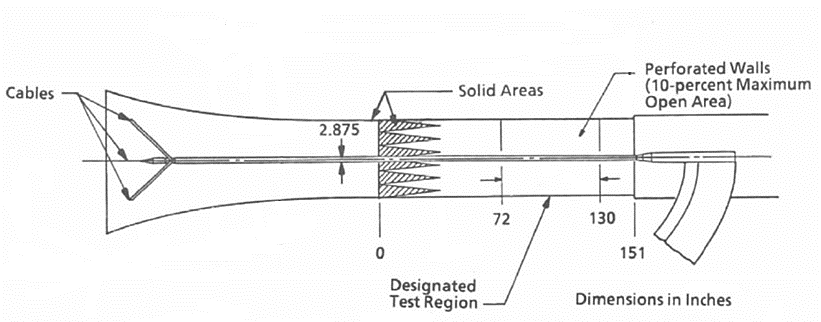 Cables
Solid Areas
Perforated Walls
(10-percent Maximum
Open Area)
2.875
72
130
0
151
Designated
Test Region
Dimensions in Inches